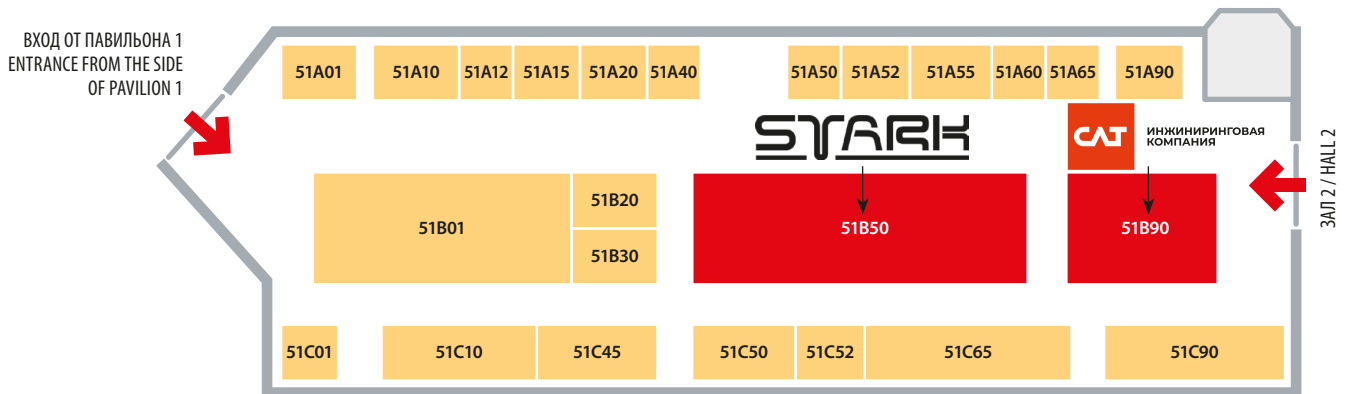 ВХОД ОТ ПАВИЛЬОНА 1
ENTRANCE FROM THE SIDE
OF PAVILION 1
51A01
51A10
51A12
51A15
51A20
51A40
51A50
51A52
51A55
51A60
51A65
51A90
STARK
САТ
ИНЖИНИРИНГОВАЯ
КОМПАНИЯ
ЗАЛ 2 / HALL 2
51B01
51B20
51B30
51B50
51B90
51C01
51C10
51C45
51C50
51C52
51C65
51C90